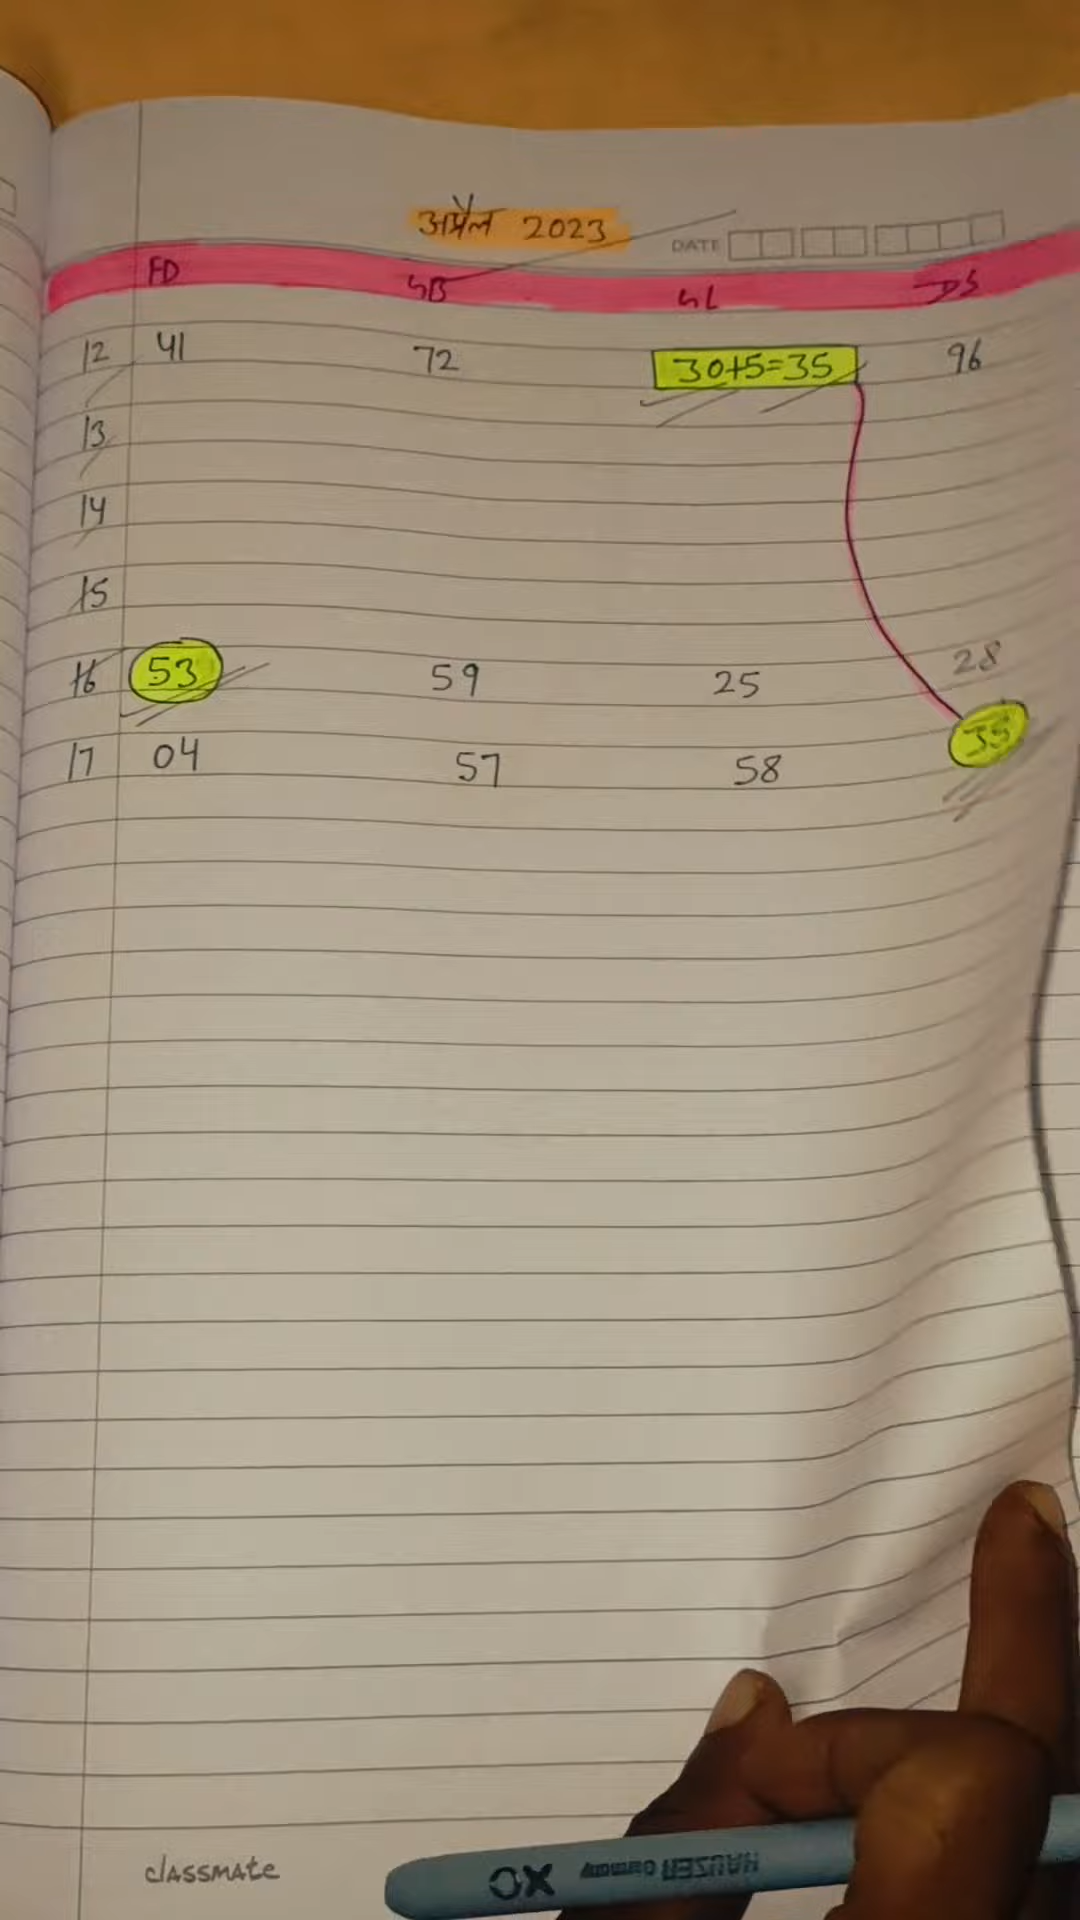 अप्रैल 2023
DATE
FD GB GL DS
12 41 72 30+5=35 96
13
14
15
16 53 59 25 28
17 04 57 58 35
classmate
XO HAUSER Germany